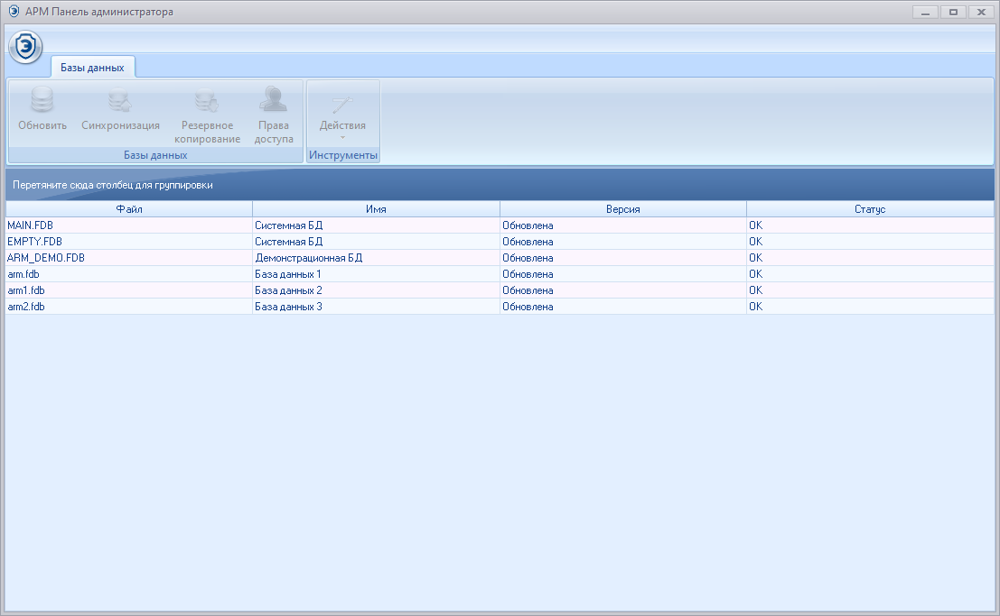 АРМ Панель администратора
Э
Базы данных
Обновить Синхронизация Резервное копирование Права доступа Действия
Базы данных Инструменты
Перетяните сюда столбец для группировки
Файл Имя Версия Статус
MAIN.FDB Системная БД Обновлена OK
EMPTY.FDB Системная БД Обновлена OK
ARM_DEMO.FDB Демонстрационная БД Обновлена OK
arm.fdb База данных 1 Обновлена OK
arm1.fdb База данных 2 Обновлена OK
arm2.fdb База данных 3 Обновлена OK